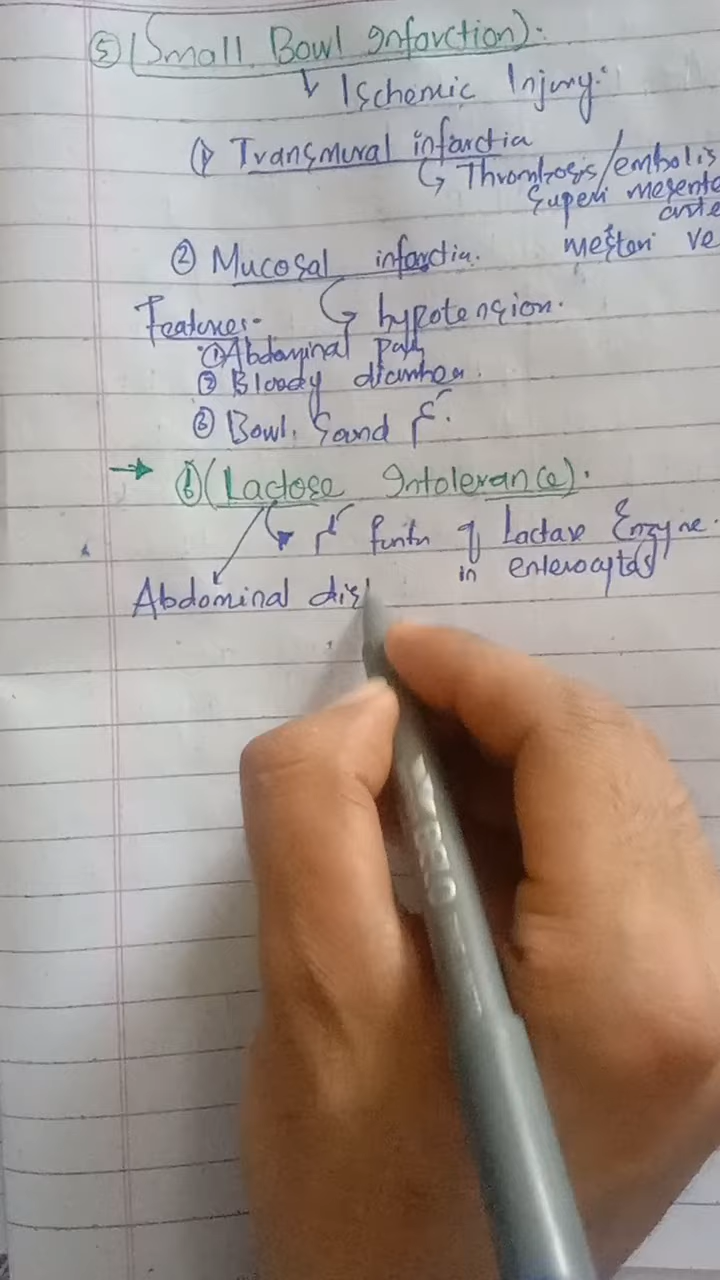 ⑤ (Small Bowl Infarction).
↓ Ischemic Injury.
① Transmural infarctia
↳ Thrombosis/embolis
Superi mesente
arte
mesteri ve
② Mucosal infarctia.
↳ hypotension.
Features-
① Abdominal Pain
② Bloody diarrhea.
③ Bowl. Sound ↓.
→ ⑥ (Lactose Intolerance).
↓ funtn of Lactase Enzyne.
in enterocytes
Abdominal dist